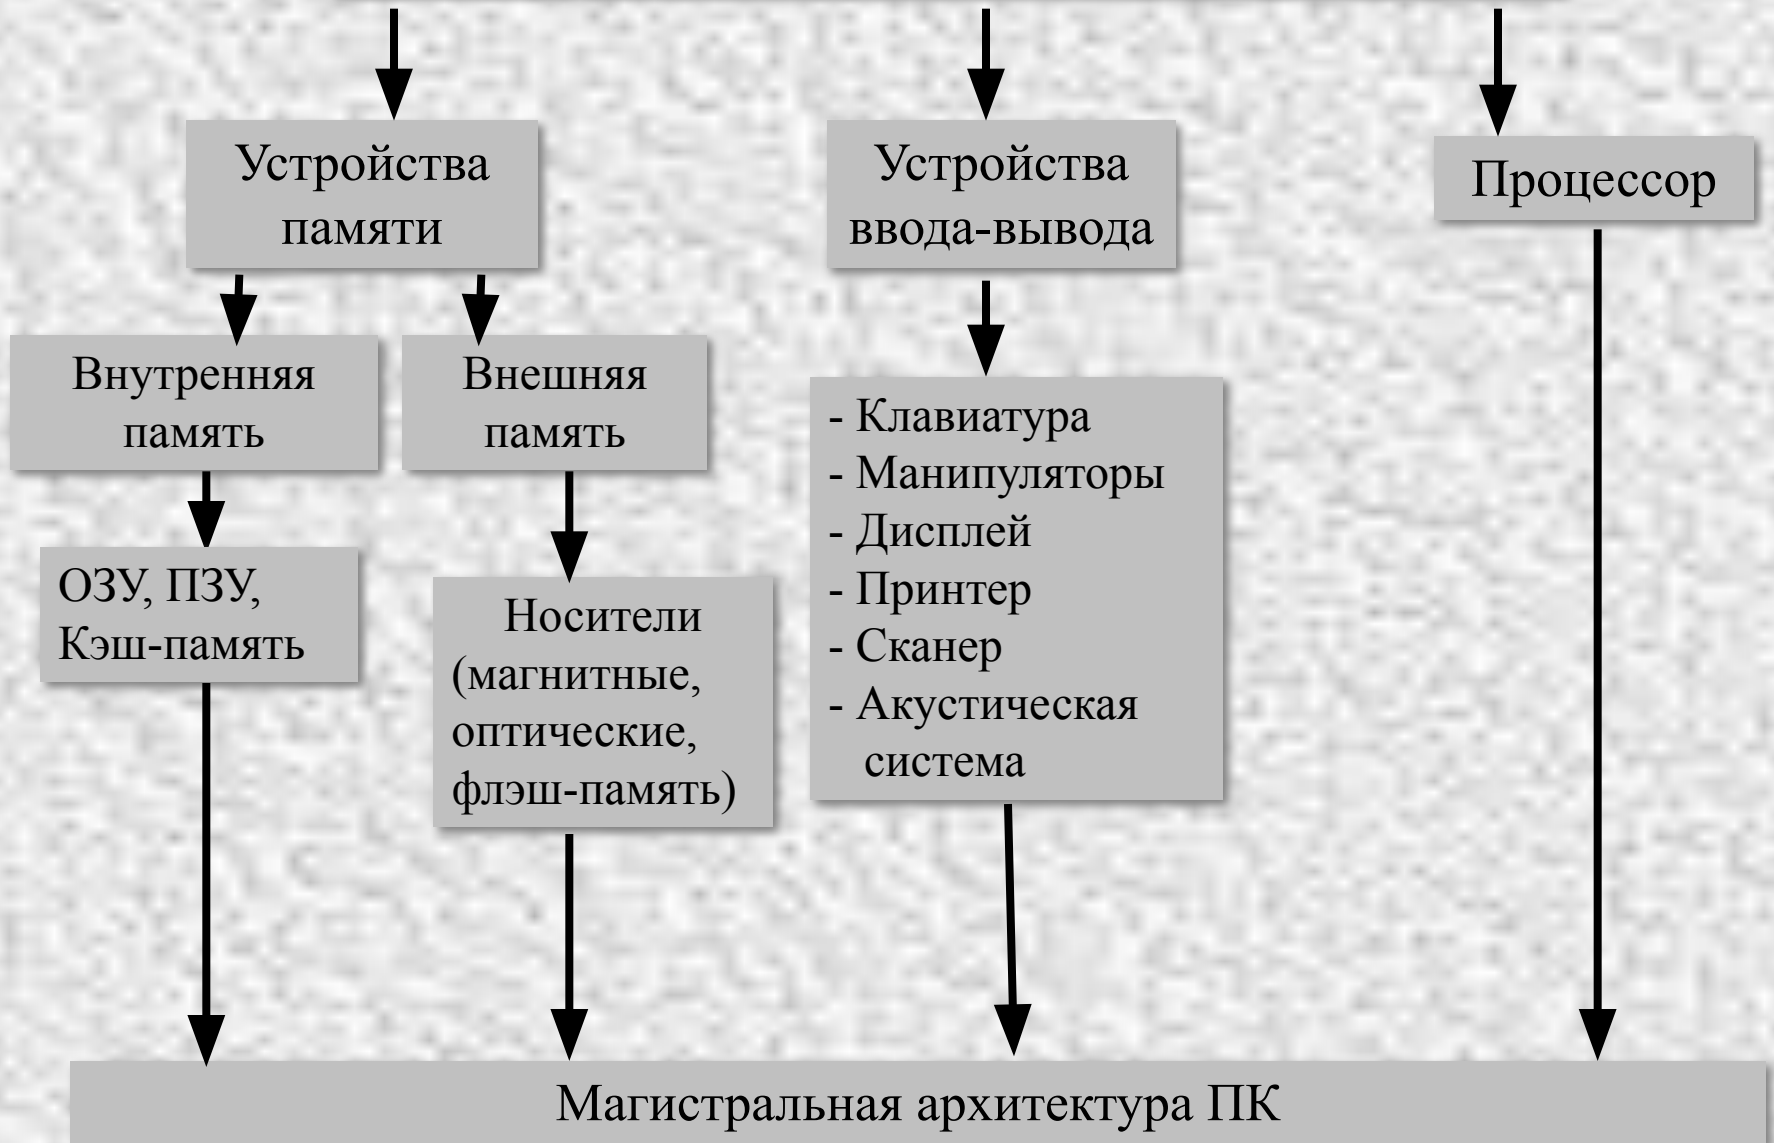 Устройства
памяти
Устройства
ввода-вывода
Процессор
Внутренняя
память
Внешняя
память
- Клавиатура
- Манипуляторы
- Дисплей
- Принтер
- Сканер
- Акустическая
система
ОЗУ, ПЗУ,
Кэш-память
Носители
(магнитные,
оптические,
флэш-память)
Магистральная архитектура ПК